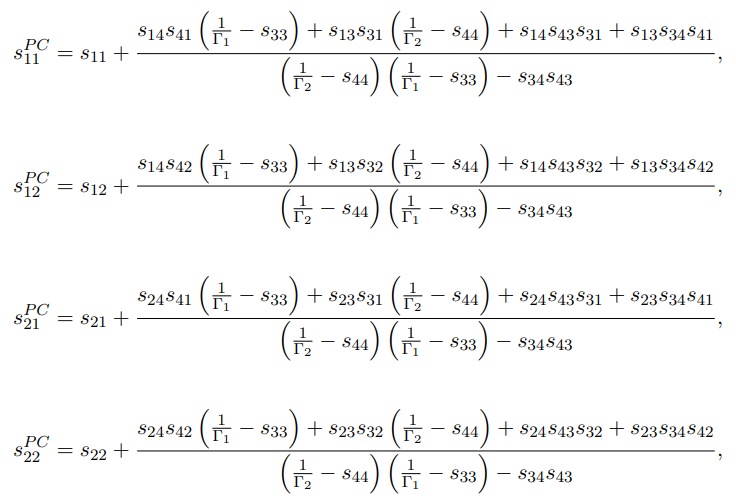 s_{11}^{PC} = s_{11} + \frac{s_{14}s_{41}\left(\frac{1}{\Gamma_1} - s_{33}\right) + s_{13}s_{31}\left(\frac{1}{\Gamma_2} - s_{44}\right) + s_{14}s_{43}s_{31} + s_{13}s_{34}s_{41}}{\left(\frac{1}{\Gamma_2} - s_{44}\right)\left(\frac{1}{\Gamma_1} - s_{33}\right) - s_{34}s_{43}},
s_{12}^{PC} = s_{12} + \frac{s_{14}s_{42}\left(\frac{1}{\Gamma_1} - s_{33}\right) + s_{13}s_{32}\left(\frac{1}{\Gamma_2} - s_{44}\right) + s_{14}s_{43}s_{32} + s_{13}s_{34}s_{42}}{\left(\frac{1}{\Gamma_2} - s_{44}\right)\left(\frac{1}{\Gamma_1} - s_{33}\right) - s_{34}s_{43}},
s_{21}^{PC} = s_{21} + \frac{s_{24}s_{41}\left(\frac{1}{\Gamma_1} - s_{33}\right) + s_{23}s_{31}\left(\frac{1}{\Gamma_2} - s_{44}\right) + s_{24}s_{43}s_{31} + s_{23}s_{34}s_{41}}{\left(\frac{1}{\Gamma_2} - s_{44}\right)\left(\frac{1}{\Gamma_1} - s_{33}\right) - s_{34}s_{43}},
s_{22}^{PC} = s_{22} + \frac{s_{24}s_{42}\left(\frac{1}{\Gamma_1} - s_{33}\right) + s_{23}s_{32}\left(\frac{1}{\Gamma_2} - s_{44}\right) + s_{24}s_{43}s_{32} + s_{23}s_{34}s_{42}}{\left(\frac{1}{\Gamma_2} - s_{44}\right)\left(\frac{1}{\Gamma_1} - s_{33}\right) - s_{34}s_{43}},